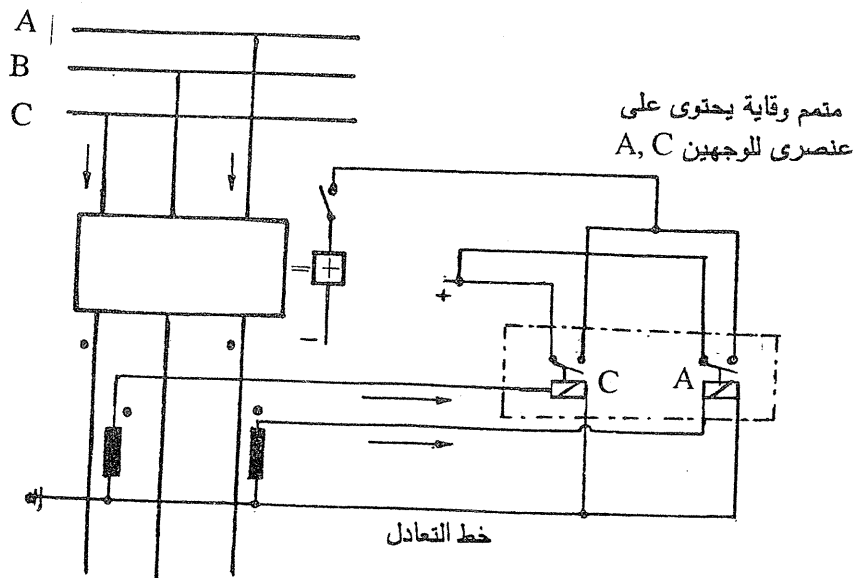 A
B
C
متمم وقاية يحتوى على
عنصرى للوجهين A, C
+
−
C
A
خط التعادل